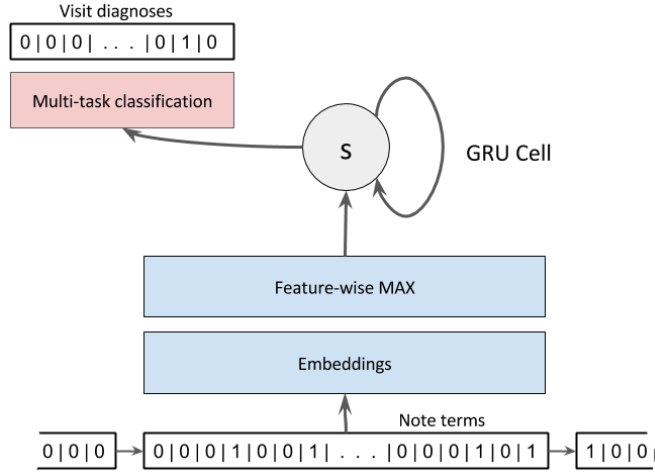 Visit diagnoses
0|0|0| . . . |0|1|0
Multi-task classification
S
GRU Cell
Feature-wise MAX
Embeddings
Note terms
0|0|0
0|0|0|1|0|0|1| . . . |0|0|0|1|0|1
1|0|0